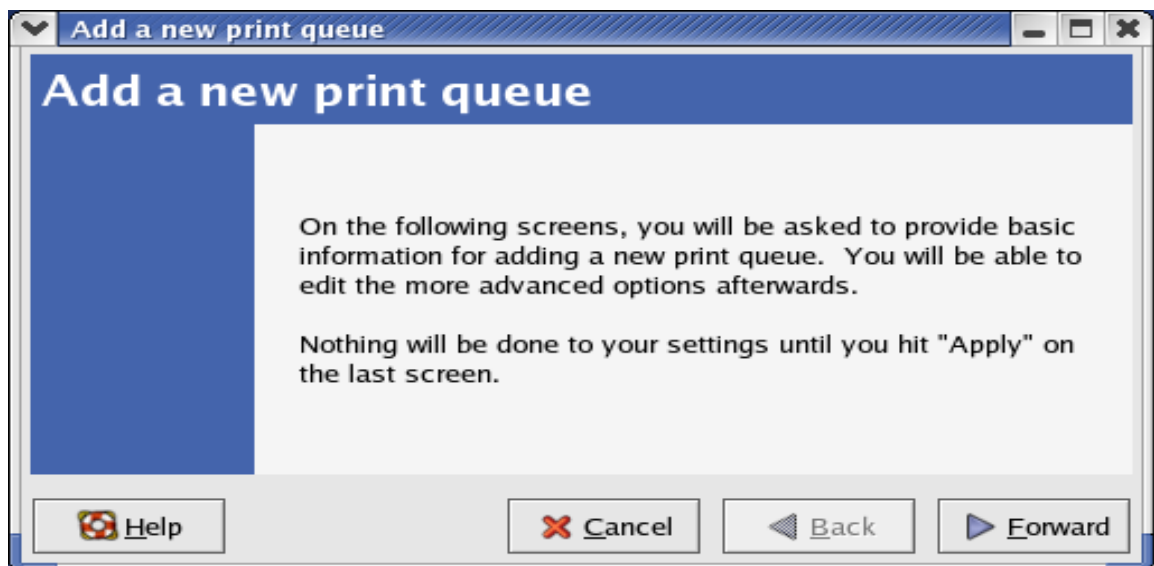 Add a new print queue
Add a new print queue
On the following screens, you will be asked to provide basic
information for adding a new print queue.  You will be able to
edit the more advanced options afterwards.
Nothing will be done to your settings until you hit "Apply" on
the last screen.
Help
Cancel
Back
Forward